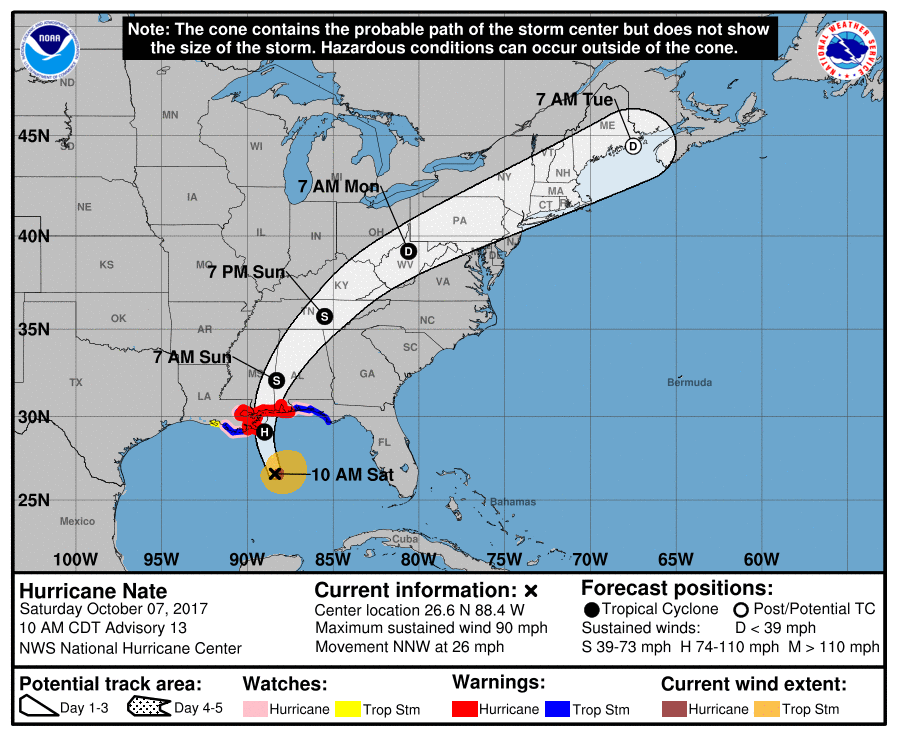 Note: The cone contains the probable path of the storm center but does not show
the size of the storm. Hazardous conditions can occur outside of the cone.
NOAA
NATIONAL WEATHER SERVICE
ND
MN
7 AM Tue
ME
45N
SD
WI
D
VT
MI
NY
NH
7 AM Mon
MA
NE
IA
CT
RI
IL
IN
OH
PA
40N
D
NJ
KS
MO
WV
DE
7 PM Sun
KY
VA
OK
TN
S
NC
35N
AR
SC
7 AM Sun
MS
AL
GA
TX
S
Bermuda
LA
30N
H
FL
10 AM Sat
25N
Bahamas
Mexico
Cuba
100W 95W 90W 85W 80W 75W 70W 65W 60W
Hurricane Nate
Saturday October 07, 2017
10 AM CDT Advisory 13
NWS National Hurricane Center
Current information: x
Center location 26.6 N 88.4 W
Maximum sustained wind 90 mph
Movement NNW at 26 mph
Forecast positions:
Tropical Cyclone Post/Potential TC
Sustained winds: D < 39 mph
S 39-73 mph H 74-110 mph M > 110 mph
Potential track area:
Day 1-3 Day 4-5
Watches:
Hurricane Trop Stm
Warnings:
Hurricane Trop Stm
Current wind extent:
Hurricane Trop Stm